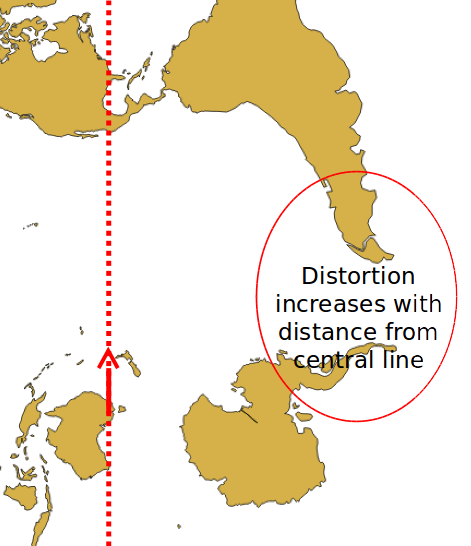 Distortion
increases with
distance from
central line